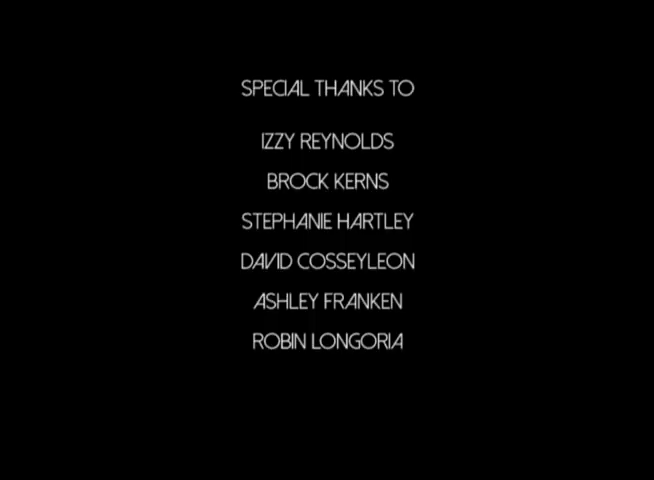 SPECIAL THANKS TO
IZZY REYNOLDS
BROCK KERNS
STEPHANIE HARTLEY
DAVID COSSEYLEON
ASHLEY FRANKEN
ROBIN LONGORIA